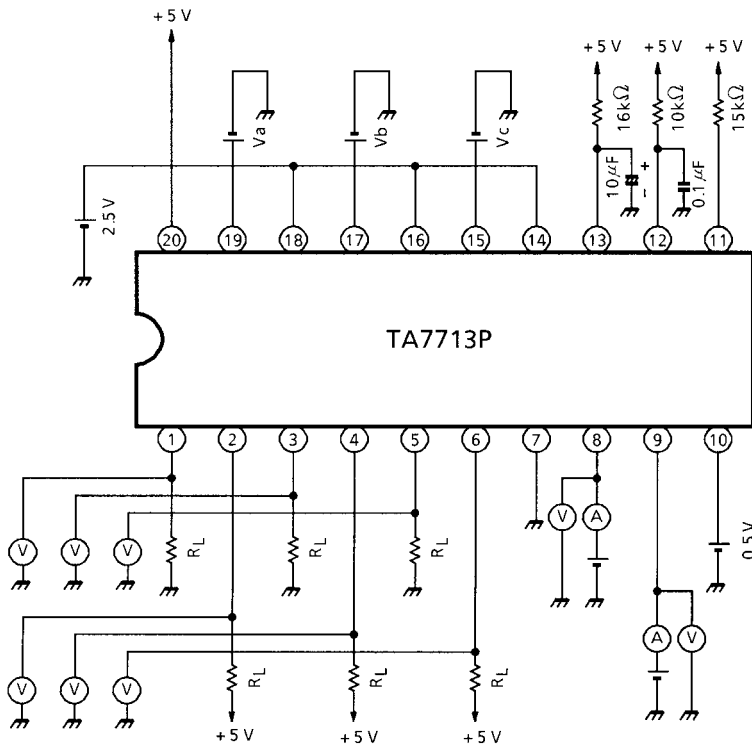 +5 V
+5 V
+5 V
+5 V
16kΩ
10kΩ
15kΩ
Va
Vb
Vc
10μF
+
−
0.1μF
2.5 V
20
19
18
17
16
15
14
13
12
11
TA7713P
1
2
3
4
5
6
7
8
9
10
V
V
V
RL
RL
RL
V
A
0.5V
V
V
V
RL
RL
RL
A
V
+5 V
+5 V
+5 V